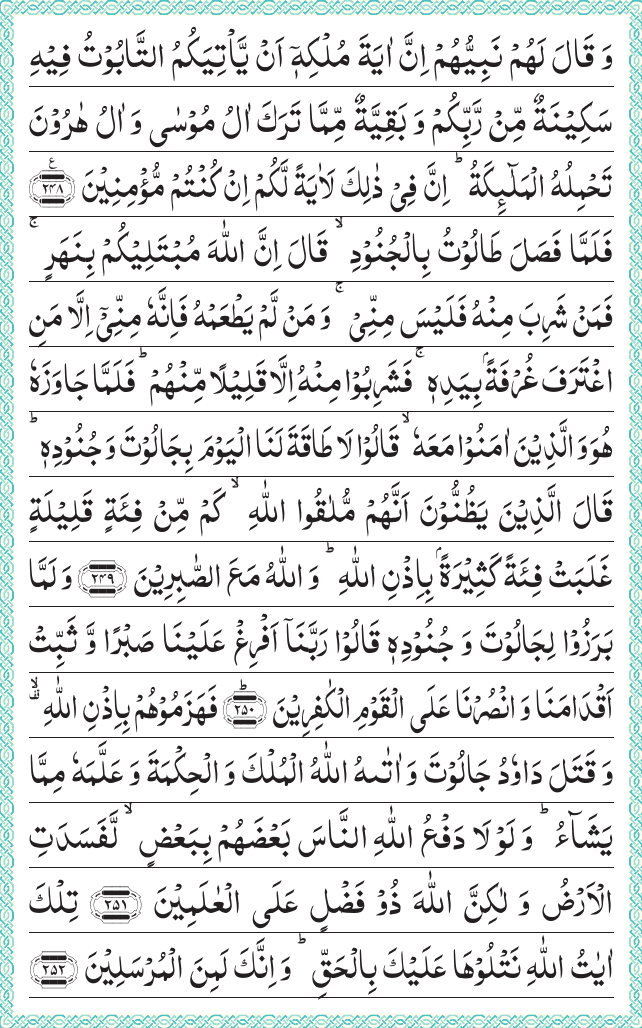 وَ قَالَ لَهُمۡ نَبِیُّهُمۡ اِنَّ اٰیَةَ مُلۡکِهٖۤ اَنۡ یَّاۡتِیَکُمُ التَّابُوۡتُ فِیۡهِ
سَکِیۡنَةٌ مِّنۡ رَّبِّکُمۡ وَ بَقِیَّةٌ مِّمَّا تَرَکَ اٰلُ مُوۡسٰی وَ اٰلُ هٰرُوۡنَ
تَحۡمِلُهُ الۡمَلٰٓئِکَةُ ؕ اِنَّ فِیۡ ذٰلِکَ لَاٰیَةً لَّکُمۡ اِنۡ کُنۡتُمۡ مُّؤۡمِنِیۡنَ ﴿۲۴۸﴾ ع
فَلَمَّا فَصَلَ طَالُوۡتُ بِالۡجُنُوۡدِ ۙ قَالَ اِنَّ اللّٰهَ مُبۡتَلِیۡکُمۡ بِنَهَرٍ ۚ
فَمَنۡ شَرِبَ مِنۡهُ فَلَیۡسَ مِنِّیۡ ۚ وَ مَنۡ لَّمۡ یَطۡعَمۡهُ فَاِنَّهٗ مِنِّیۡۤ اِلَّا مَنِ
اغۡتَرَفَ غُرۡفَةًۢ بِیَدِهٖ ۚ فَشَرِبُوۡا مِنۡهُ اِلَّا قَلِیۡلًا مِّنۡهُمۡ ؕ فَلَمَّا جَاوَزَهٗ
هُوَ وَ الَّذِیۡنَ اٰمَنُوۡا مَعَهٗ ۙ قَالُوۡا لَا طَاقَةَ لَنَا الۡیَوۡمَ بِجَالُوۡتَ وَ جُنُوۡدِهٖ ؕ
قَالَ الَّذِیۡنَ یَظُنُّوۡنَ اَنَّهُمۡ مُّلٰقُوا اللّٰهِ ۙ کَمۡ مِّنۡ فِئَةٍ قَلِیۡلَةٍ
غَلَبَتۡ فِئَةً کَثِیۡرَةًۢ بِاِذۡنِ اللّٰهِ ؕ وَ اللّٰهُ مَعَ الصّٰبِرِیۡنَ ﴿۲۴۹﴾ وَ لَمَّا
بَرَزُوۡا لِجَالُوۡتَ وَ جُنُوۡدِهٖ قَالُوۡا رَبَّنَاۤ اَفۡرِغۡ عَلَیۡنَا صَبۡرًا وَّ ثَبِّتۡ
اَقۡدَامَنَا وَ انۡصُرۡنَا عَلَی الۡقَوۡمِ الۡکٰفِرِیۡنَ ﴿۲۵۰﴾ؕ فَهَزَمُوۡهُمۡ بِاِذۡنِ اللّٰهِ ۟ۙ
وَ قَتَلَ دَاوٗدُ جَالُوۡتَ وَ اٰتٰىهُ اللّٰهُ الۡمُلۡکَ وَ الۡحِکۡمَةَ وَ عَلَّمَهٗ مِمَّا
یَشَآءُ ؕ وَ لَوۡ لَا دَفۡعُ اللّٰهِ النَّاسَ بَعۡضَهُمۡ بِبَعۡضٍ ۙ لَّفَسَدَتِ
الۡاَرۡضُ وَ لٰکِنَّ اللّٰهَ ذُوۡ فَضۡلٍ عَلَی الۡعٰلَمِیۡنَ ﴿۲۵۱﴾ تِلۡکَ
اٰیٰتُ اللّٰهِ نَتۡلُوۡهَا عَلَیۡکَ بِالۡحَقِّ ؕ وَ اِنَّکَ لَمِنَ الۡمُرۡسَلِیۡنَ ﴿۲۵۲﴾